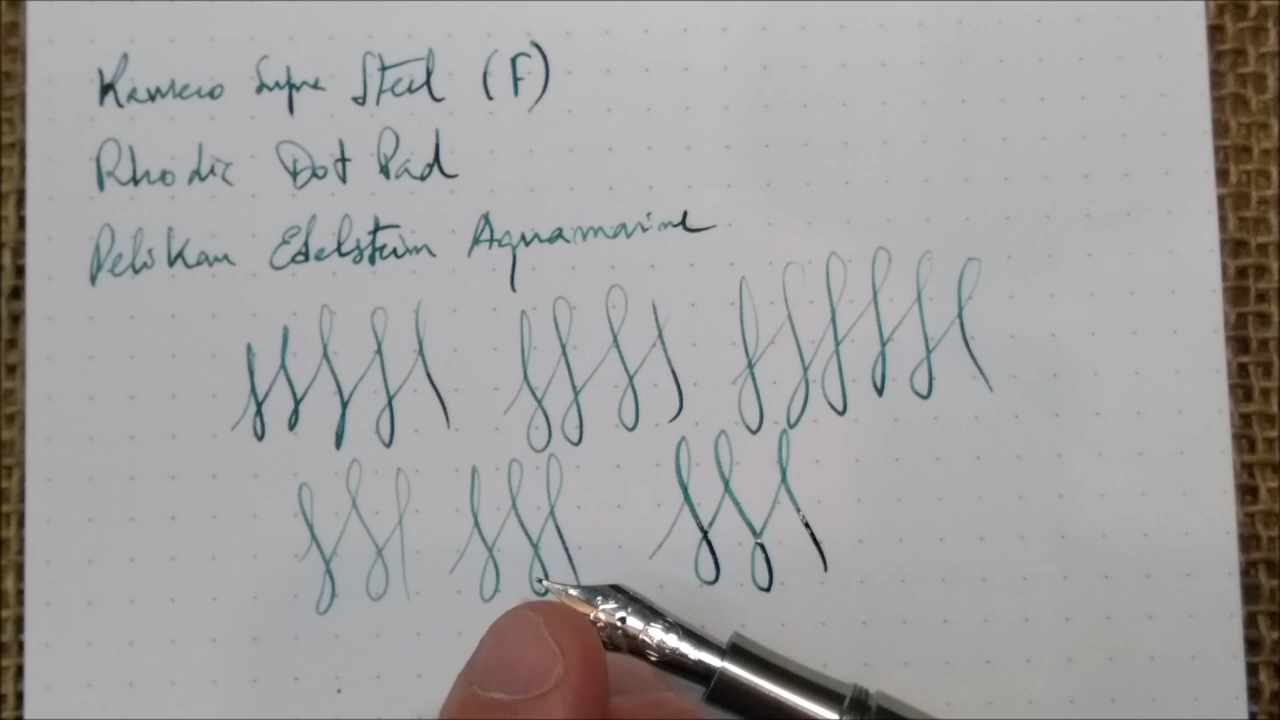 Kaweco Supra Steel (F)
Rhodia Dot Pad
Pelikan Edelstein Aquamarine